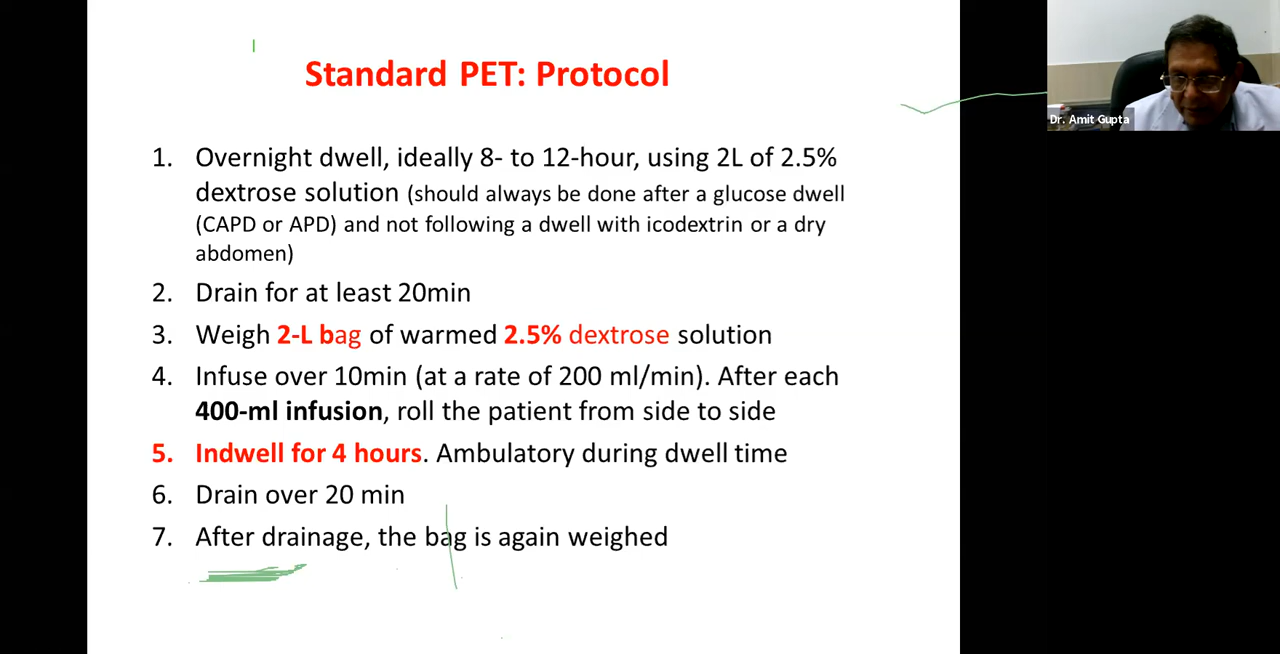 Standard PET: Protocol
Dr. Amit Gupta
1. Overnight dwell, ideally 8- to 12-hour, using 2L of 2.5%
dextrose solution (should always be done after a glucose dwell
(CAPD or APD) and not following a dwell with icodextrin or a dry
abdomen)
2. Drain for at least 20min
3. Weigh 2-L bag of warmed 2.5% dextrose solution
4. Infuse over 10min (at a rate of 200 ml/min). After each
400-ml infusion, roll the patient from side to side
5. Indwell for 4 hours. Ambulatory during dwell time
6. Drain over 20 min
7. After drainage, the bag is again weighed